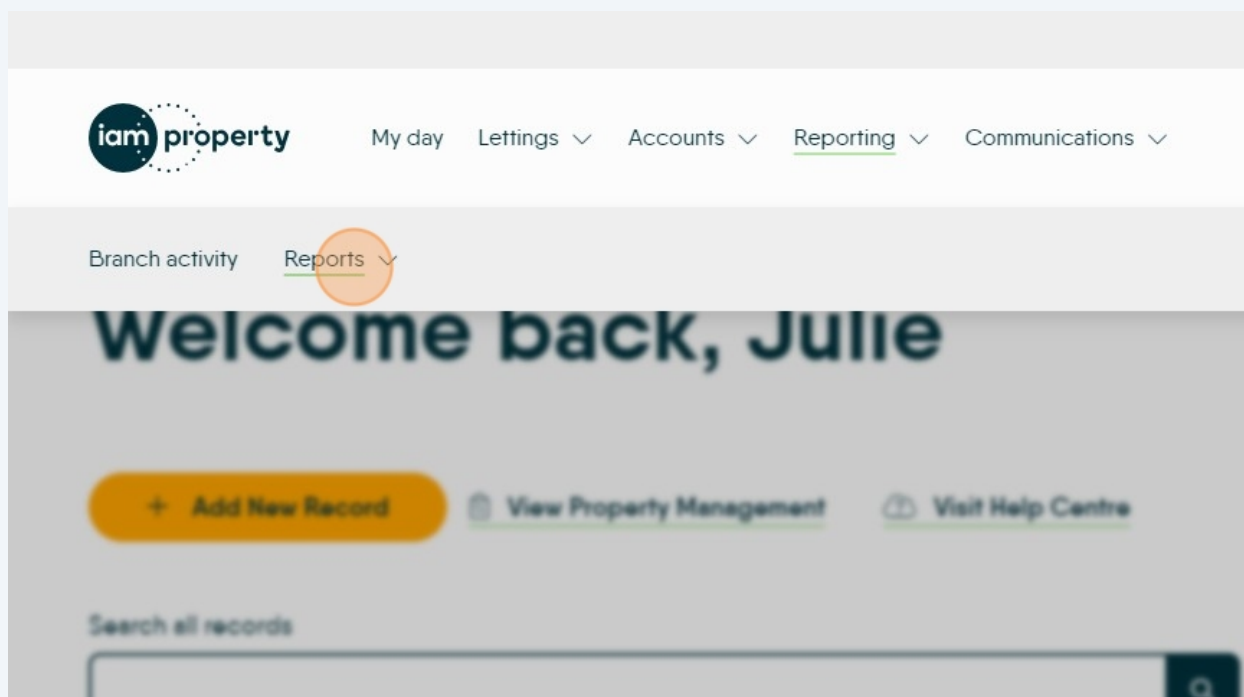 iam property
My day Lettings Accounts Reporting Communications
Branch activity Reports
Welcome back, Julie
+ Add New Record View Property Management Visit Help Centre
Search all records